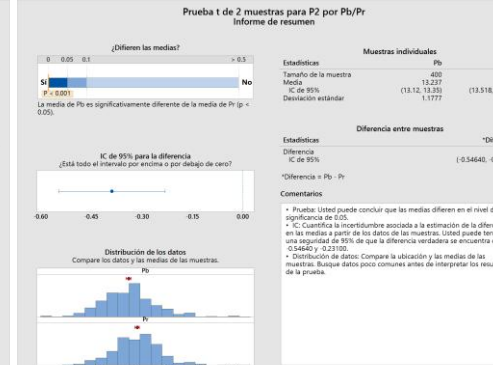 Prueba t de 2 muestras para P2 por Pb/Pr
Informe de resumen
¿Difieren las medias?
0 0.05 0.1 > 0.5
Sí No
P < 0.001
La media de Pb es significativamente diferente de la media de Pr (p <
0.05).
IC de 95% para la diferencia
¿Está todo el intervalo por encima o por debajo de cero?
-0.60 -0.45 -0.30 -0.15 0.00
Distribución de los datos
Compare los datos y las medias de las muestras.
Pb
Pr
Muestras individuales
Estadísticas Pb
Tamaño de la muestra 400
Media 13.237
IC de 95% (13.12, 13.35) (13.518,
Desviación estándar 1.1777
Diferencia entre muestras
Estadísticas *Di
Diferencia
IC de 95% (-0.54640, -
*Diferencia = Pb - Pr
Comentarios
• Prueba: Usted puede concluir que las medias difieren en el nivel d
significancia de 0.05.
• IC: Cuantifica la incertidumbre asociada a la estimación de la difer
en las medias a partir de los datos de las muestras. Usted puede ten
una seguridad de 95% de que la diferencia verdadera se encuentra
-0.54640 y -0.23100.
• Distribución de datos: Compare la ubicación y las medias de las
muestras. Busque datos poco comunes antes de interpretar los resu
de la prueba.